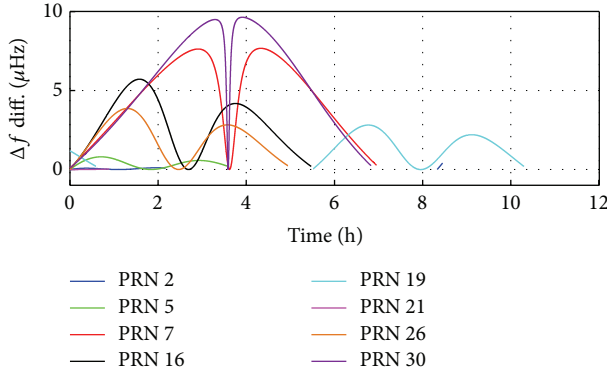 10
5
0
Δf diff. (μHz)
0 2 4 6 8 10 12
Time (h)
PRN 2 PRN 19
PRN 5 PRN 21
PRN 7 PRN 26
PRN 16 PRN 30